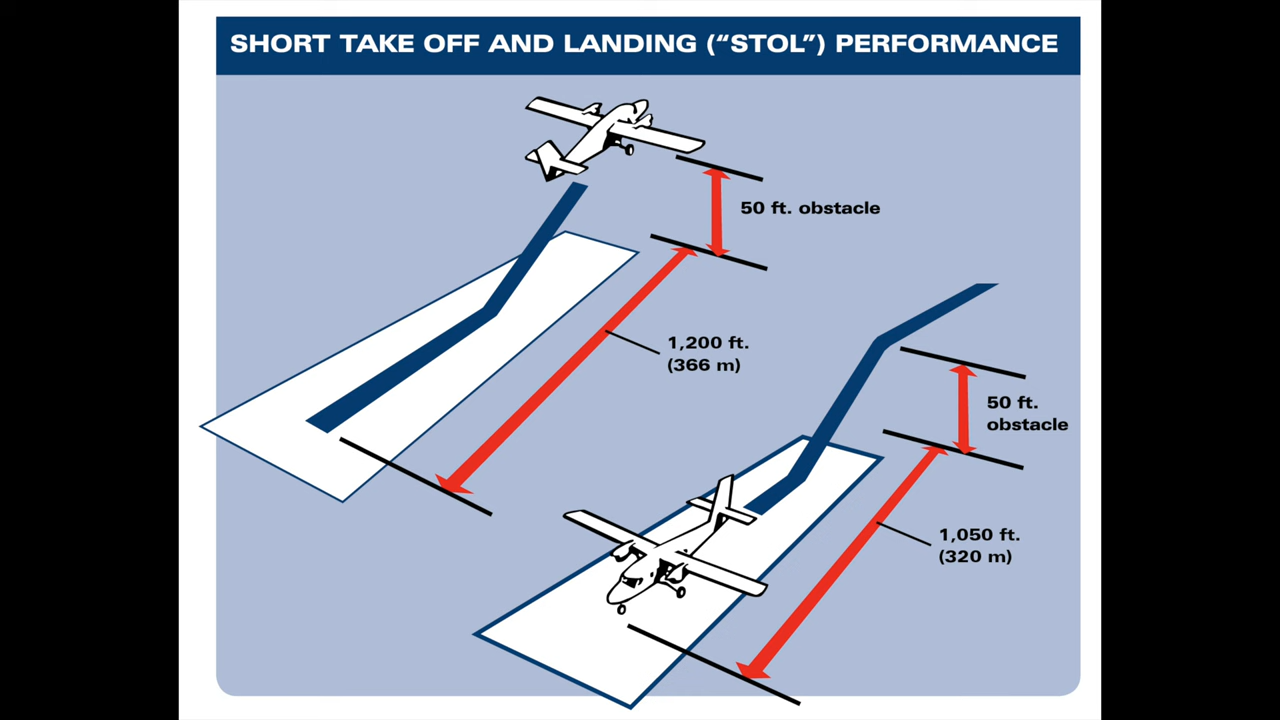 SHORT TAKE OFF AND LANDING (“STOL”) PERFORMANCE
50 ft. obstacle
1,200 ft.
(366 m)
50 ft.
obstacle
1,050 ft.
(320 m)